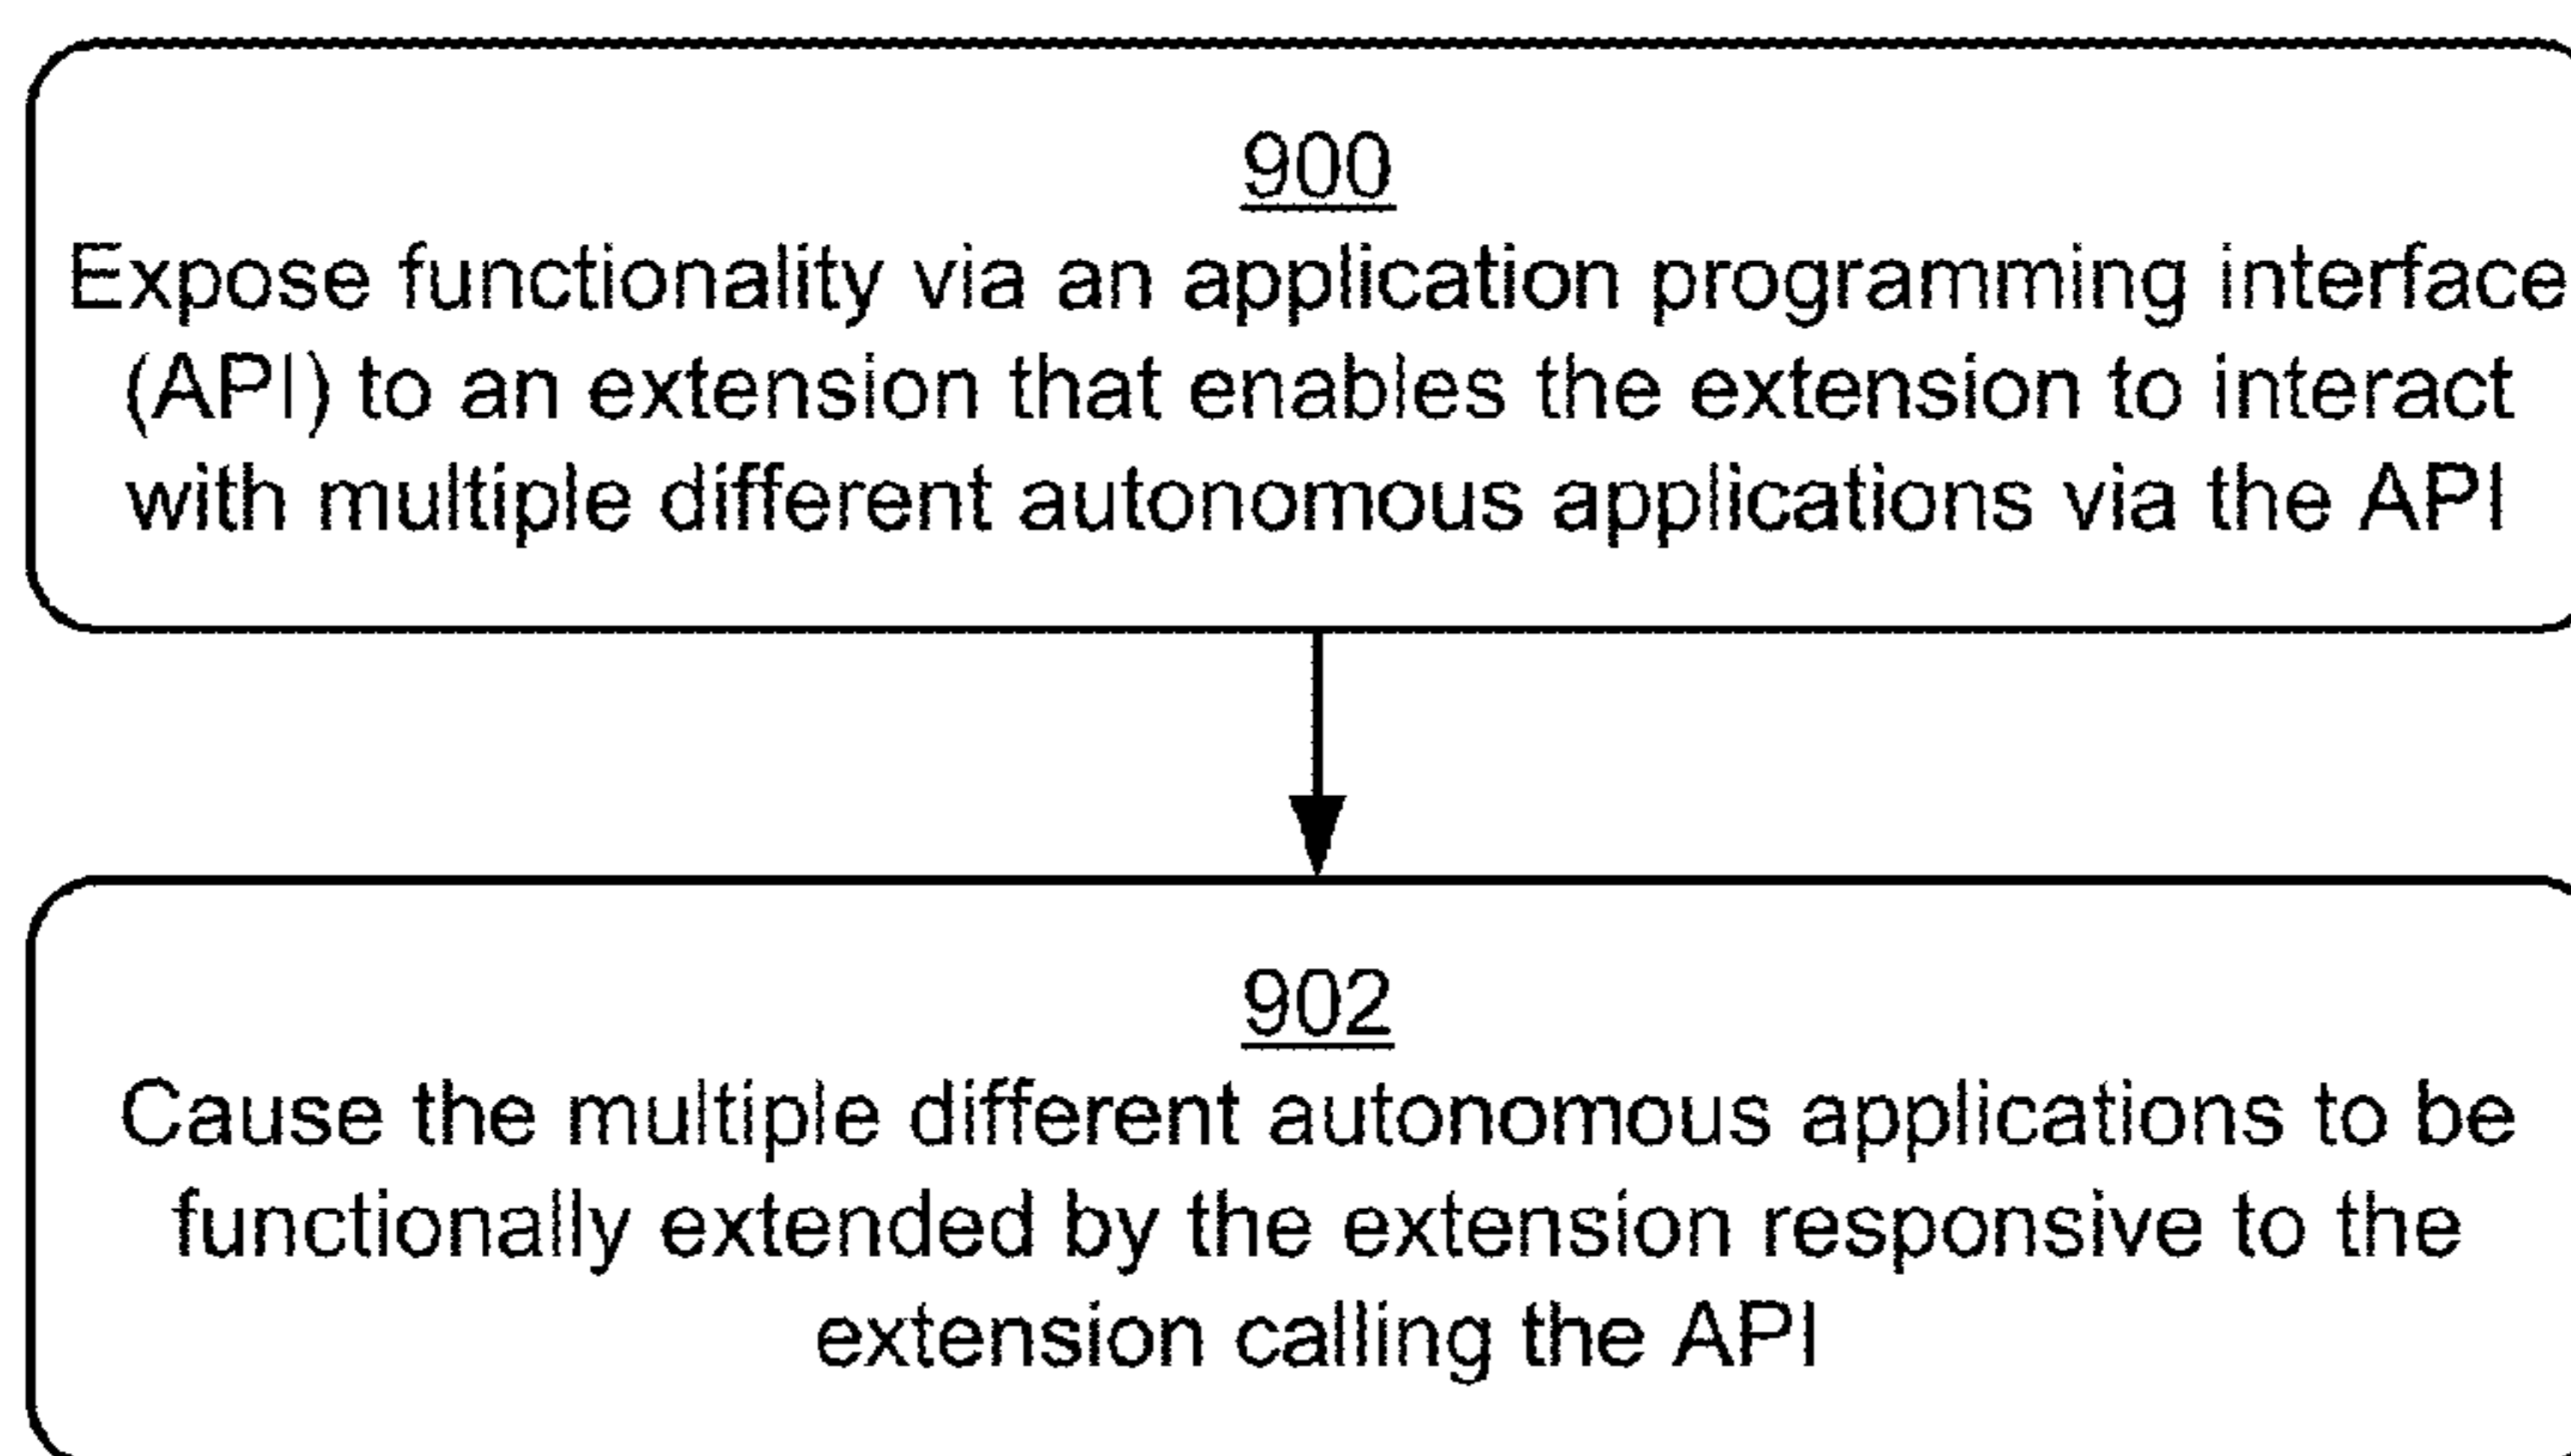 900
Expose functionality via an application programming interface
(API) to an extension that enables the extension to interact
with multiple different autonomous applications via the API
902
Cause the multiple different autonomous applications to be
functionally extended by the extension responsive to the
extension calling the API